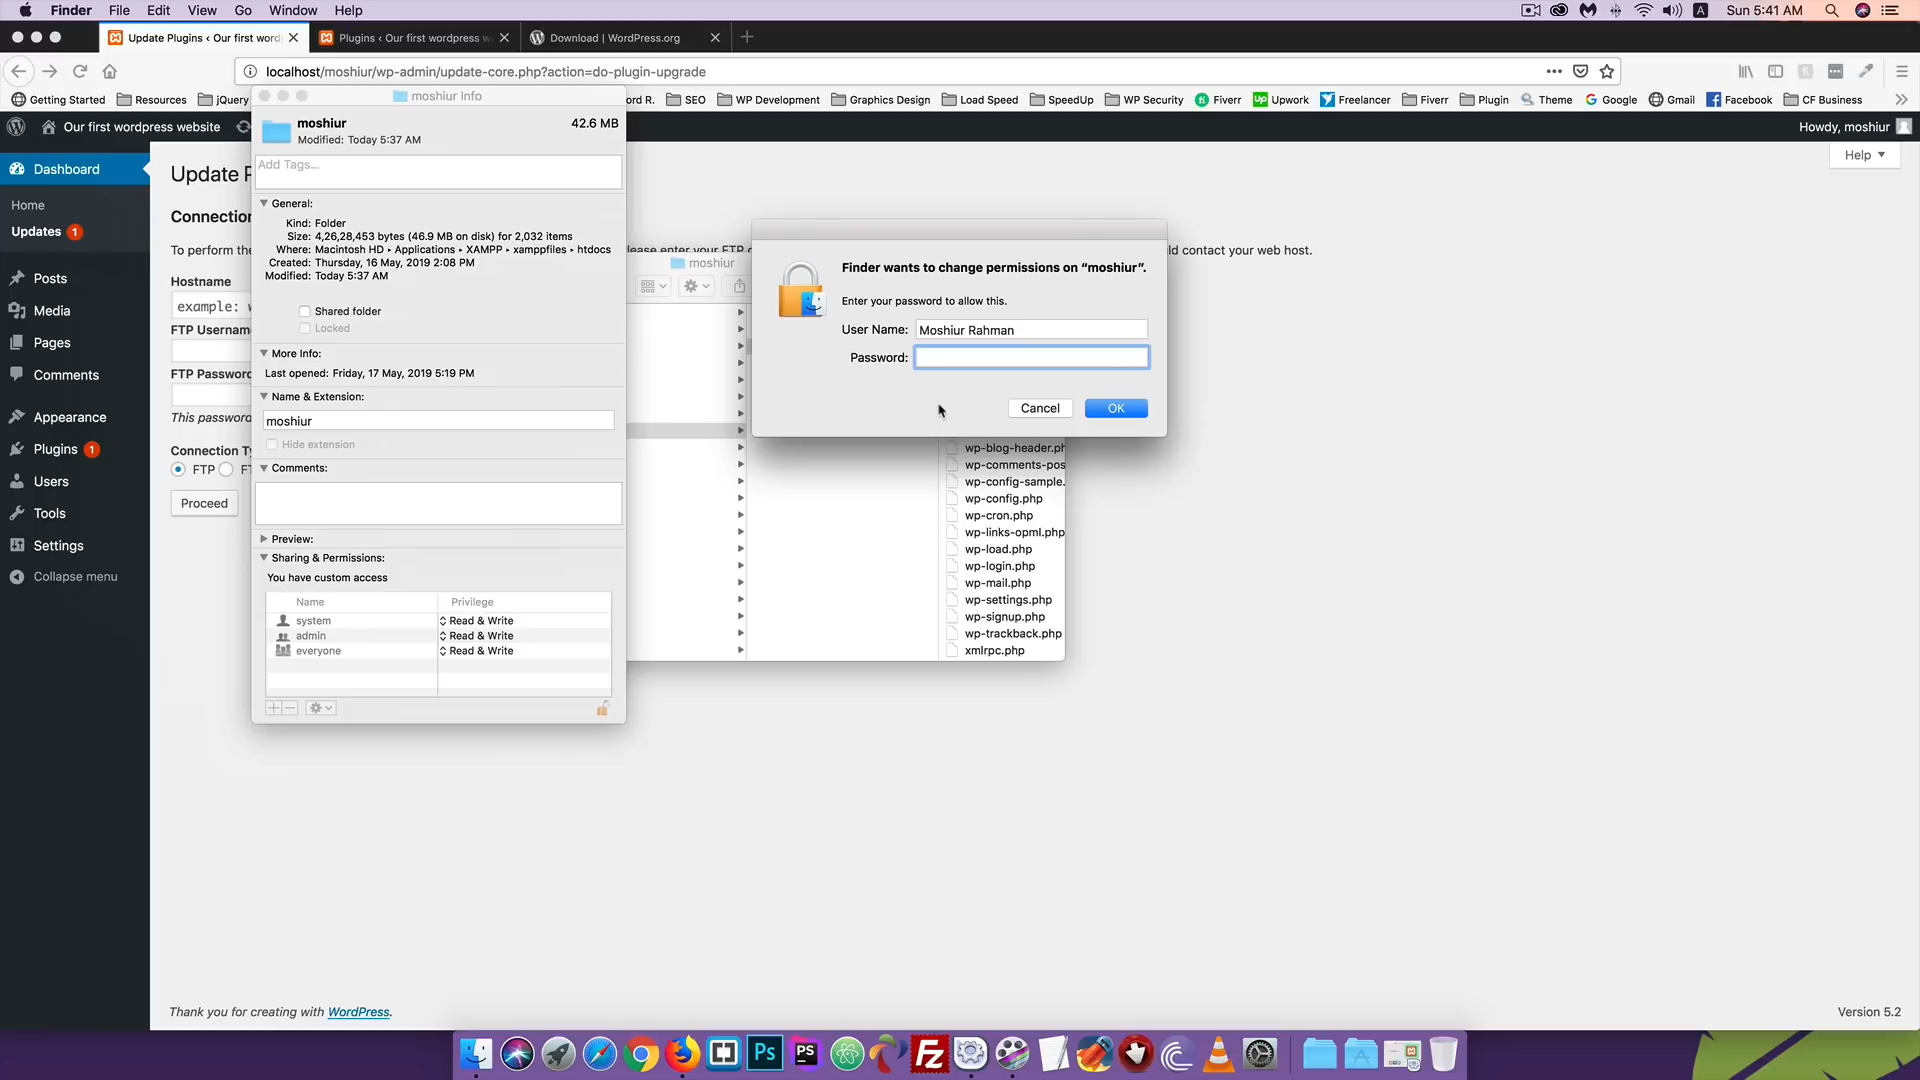 Finder File Edit View Go Window Help
A Sun 5:41 AM
Update Plugins ‹ Our first word
Plugins ‹ Our first wordpress w
Download | WordPress.org
localhost/moshiur/wp-admin/update-core.php?action=do-plugin-upgrade
Getting Started Resources jQuery ord R. SEO WP Development Graphics Design Load Speed SpeedUp WP Security Fiverr Upwork Freelancer Fiverr Plugin Theme Google Gmail Facebook CF Business
Our first wordpress website
Howdy, moshiur
Help
Dashboard
Home
Updates 1
Posts
Media
Pages
Comments
Appearance
Plugins 1
Users
Tools
Settings
Collapse menu
Update P
Connection
To perform the
lease enter your FTP
ld contact your web host.
Hostname
example: w
FTP Username
FTP Password
This password
Connection Ty
FTP FT
Proceed
moshiur Info
moshiur 42.6 MB
Modified: Today 5:37 AM
Add Tags...
General:
Kind: Folder
Size: 4,26,28,453 bytes (46.9 MB on disk) for 2,032 items
Where: Macintosh HD ▸ Applications ▸ XAMPP ▸ xamppfiles ▸ htdocs
Created: Thursday, 16 May, 2019 2:08 PM
Modified: Today 5:37 AM
Shared folder
Locked
More Info:
Last opened: Friday, 17 May, 2019 5:19 PM
Name & Extension:
moshiur
Hide extension
Comments:
Preview:
Sharing & Permissions:
You have custom access
Name Privilege
system Read & Write
admin Read & Write
everyone Read & Write
moshiur
Finder wants to change permissions on “moshiur”.
Enter your password to allow this.
User Name: Moshiur Rahman
Password:
Cancel OK
wp-blog-header.ph
wp-comments-pos
wp-config-sample.
wp-config.php
wp-cron.php
wp-links-opml.php
wp-load.php
wp-login.php
wp-mail.php
wp-settings.php
wp-signup.php
wp-trackback.php
xmlrpc.php
Thank you for creating with WordPress.
Version 5.2
Ps
PS
FZ